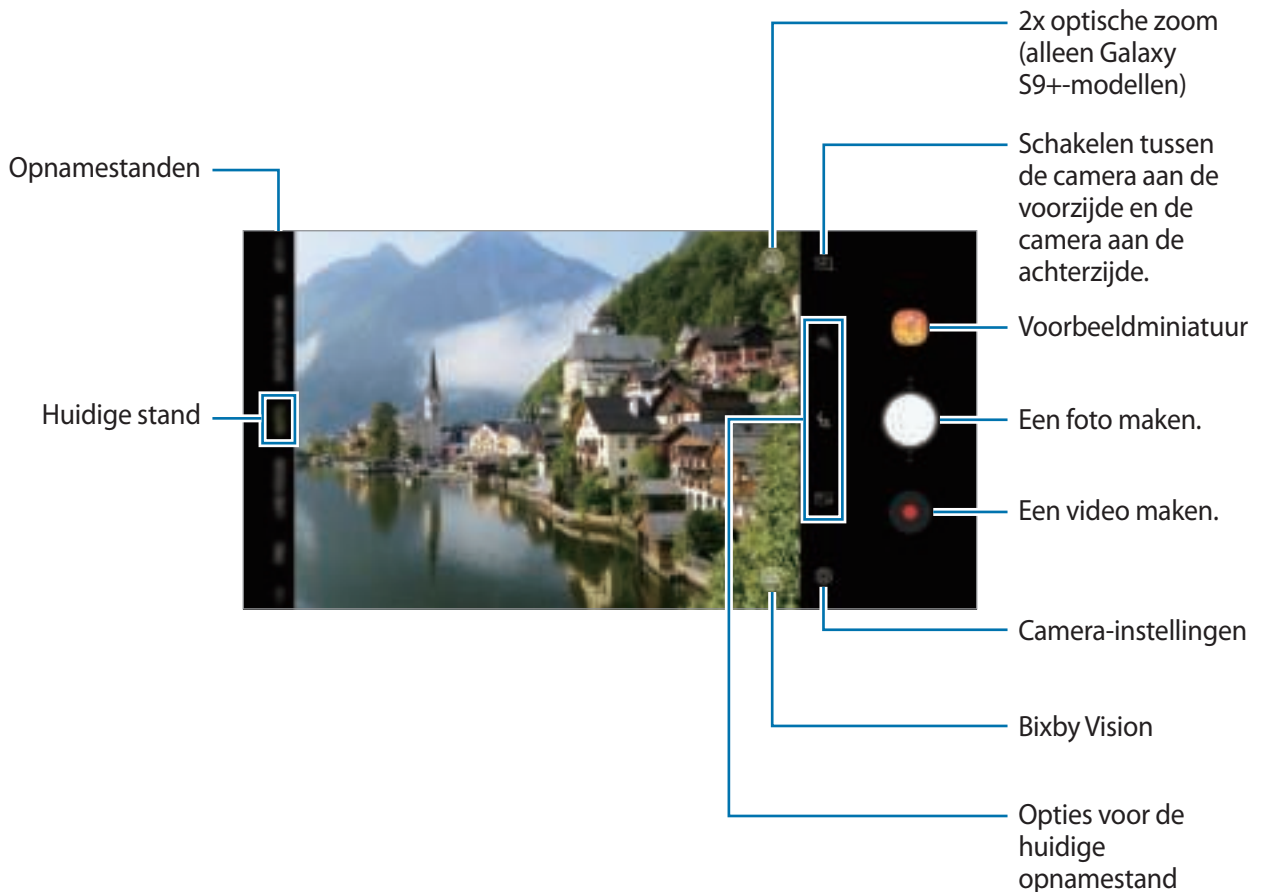 2x optische zoom
(alleen Galaxy
S9+-modellen)
Opnamestanden
Schakelen tussen
de camera aan de
voorzijde en de
camera aan de
achterzijde.
Voorbeeldminiatuur
Huidige stand
Een foto maken.
Een video maken.
Camera-instellingen
Bixby Vision
Opties voor de
huidige
opnamestand